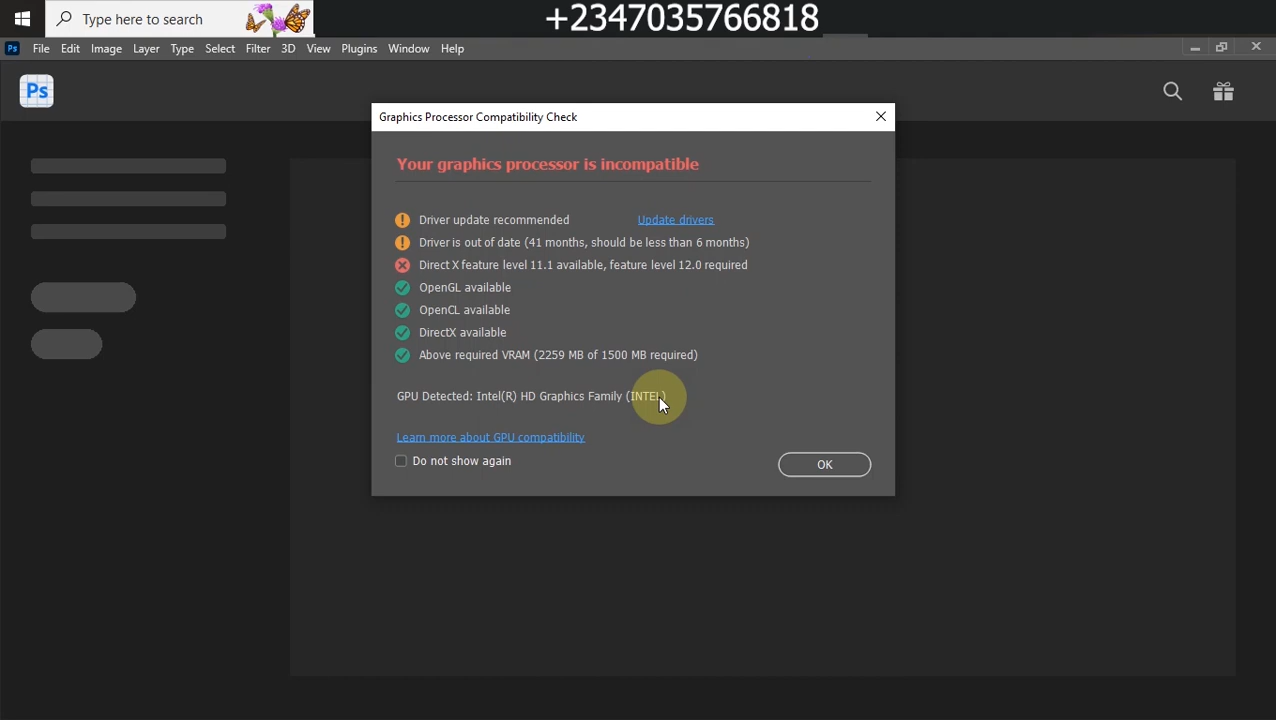 Type here to search
+2347035766818
Ps
File Edit Image Layer Type Select Filter 3D View Plugins Window Help
Ps
Graphics Processor Compatibility Check
Your graphics processor is incompatible
Driver update recommended Update drivers
Driver is out of date (41 months, should be less than 6 months)
Direct X feature level 11.1 available, feature level 12.0 required
OpenGL available
OpenCL available
DirectX available
Above required VRAM (2259 MB of 1500 MB required)
GPU Detected: Intel(R) HD Graphics Family (INTEL)
Learn more about GPU compatibility
Do not show again
OK